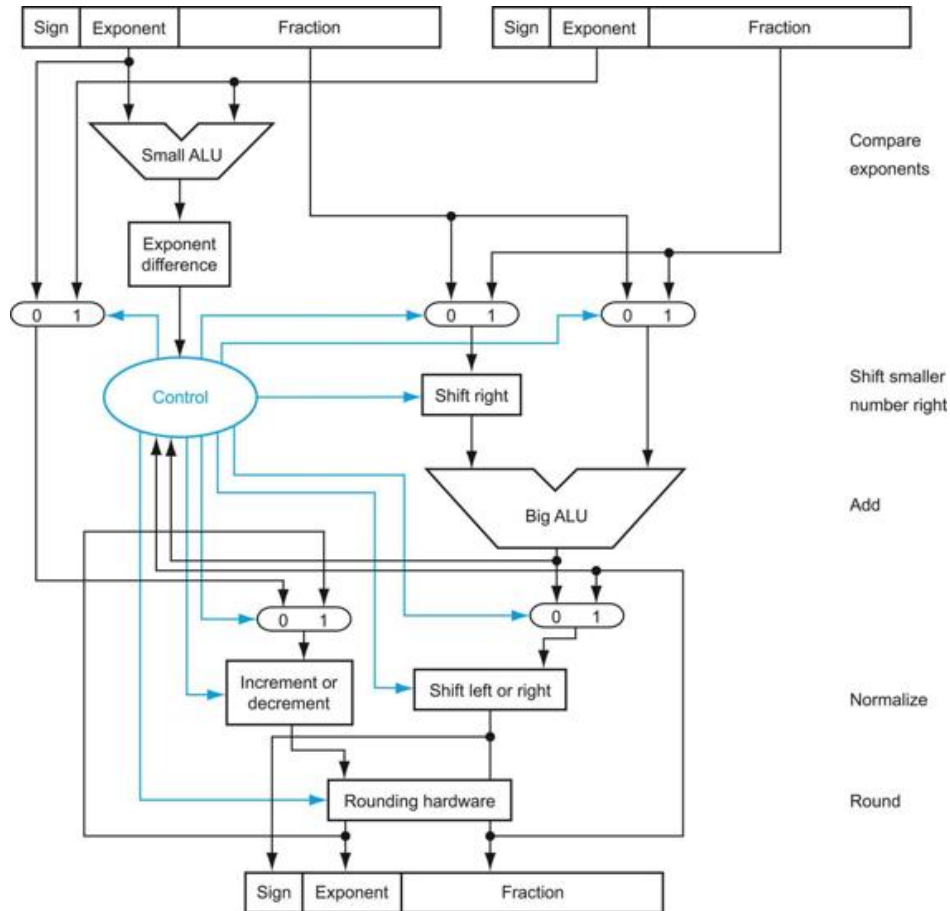 Sign Exponent Fraction Sign Exponent Fraction
Small ALU
Compare
exponents
Exponent
difference
0 1 0 1 0 1
Control
Shift right
Shift smaller
number right
Big ALU
Add
0 1 0 1
Increment or
decrement
Shift left or right
Normalize
Rounding hardware
Round
Sign Exponent Fraction